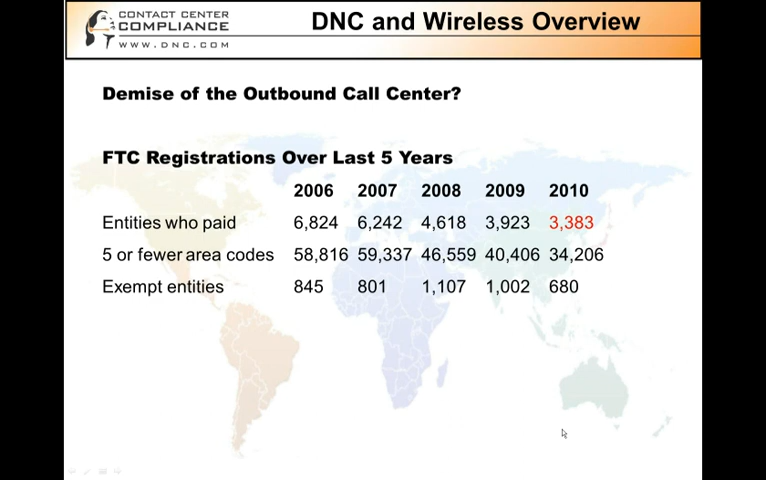 CONTACT CENTER
COMPLIANCE
WWW.DNC.COM
DNC and Wireless Overview
Demise of the Outbound Call Center?
FTC Registrations Over Last 5 Years
2006 2007 2008 2009 2010
Entities who paid 6,824 6,242 4,618 3,923 3,383
5 or fewer area codes 58,816 59,337 46,559 40,406 34,206
Exempt entities 845 801 1,107 1,002 680